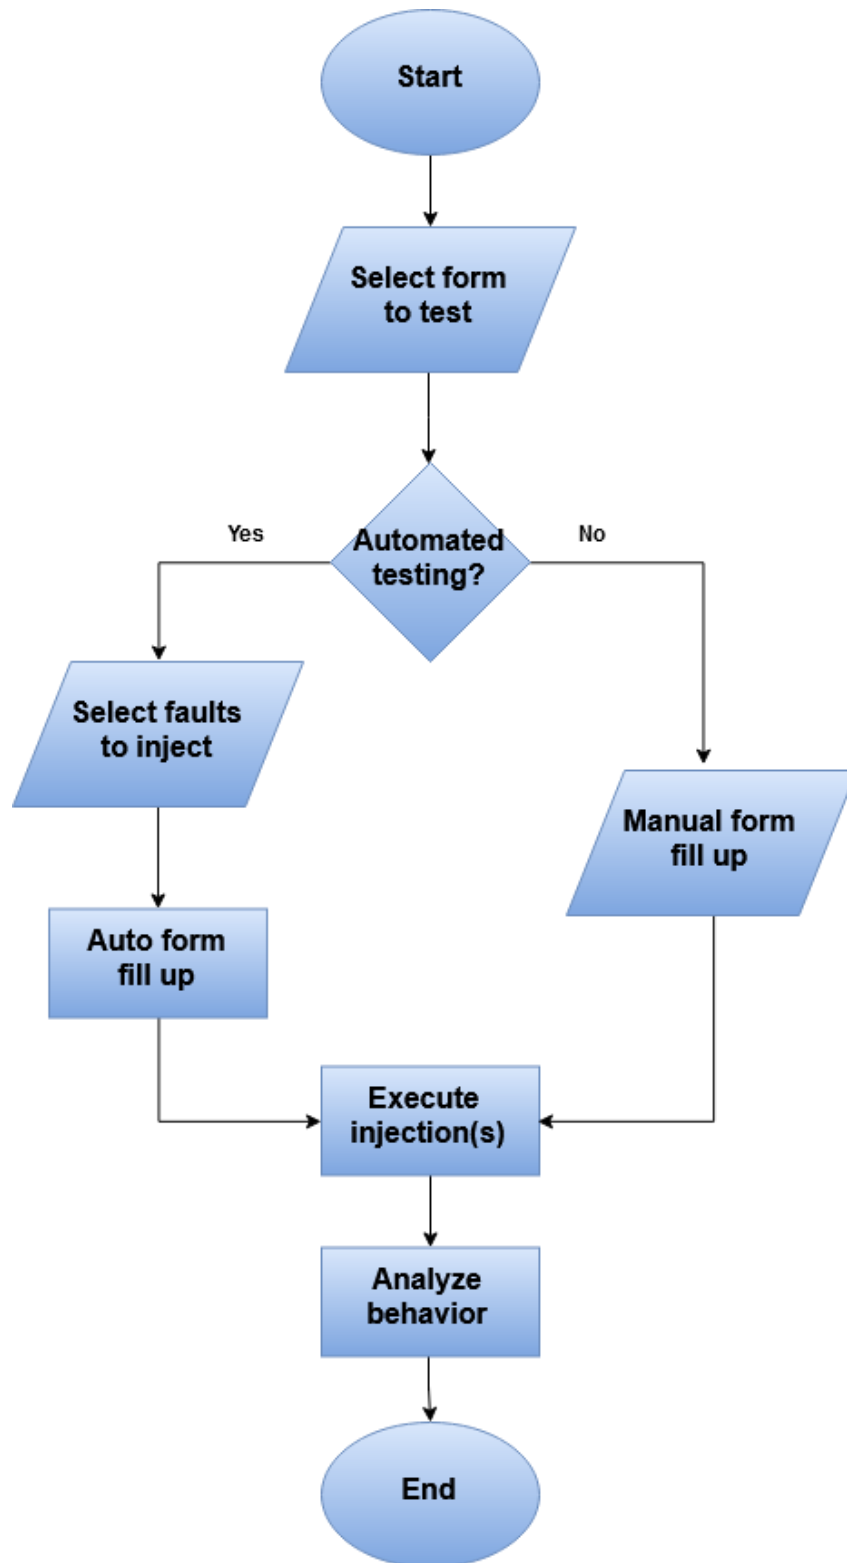 Start
Select form
to test
Automated
testing?
Yes
No
Select faults
to inject
Manual form
fill up
Auto form
fill up
Execute
injection(s)
Analyze
behavior
End